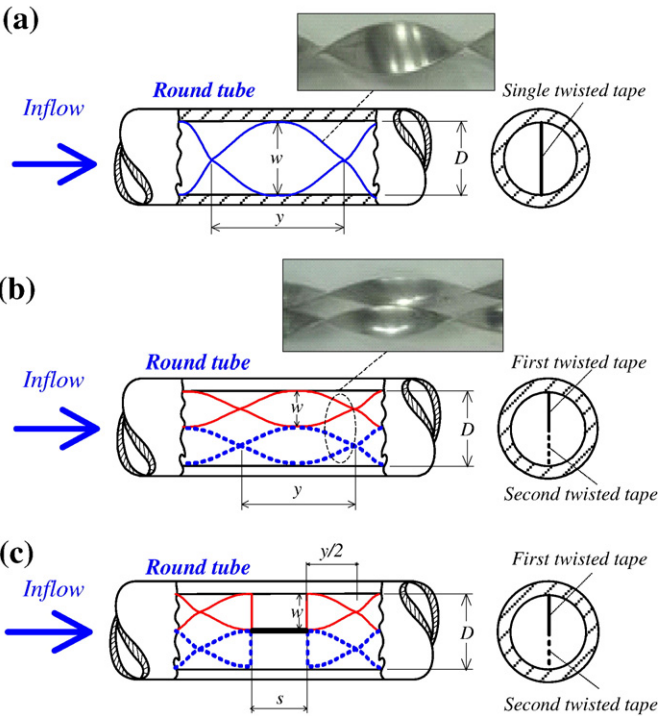 (a)
Round tube
Single twisted tape
Inflow
w
D
y
(b)
Round tube
First twisted tape
Inflow
w
D
y
Second twisted tape
(c)
y/2
Round tube
First twisted tape
Inflow
w
D
s
Second twisted tape